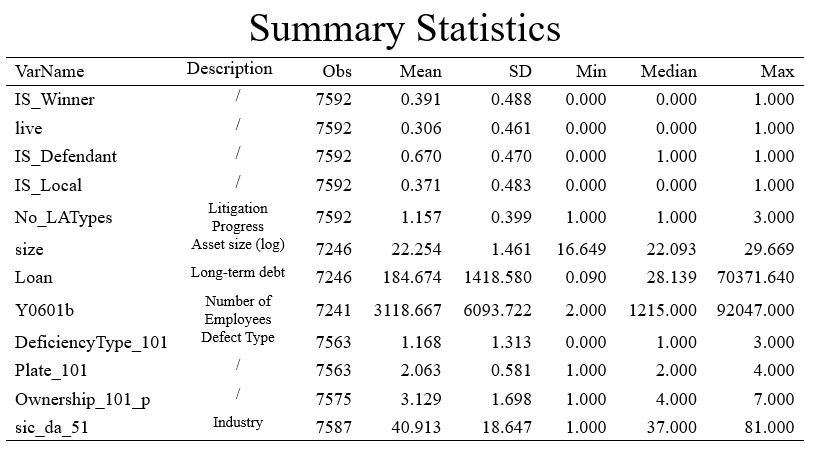 Summary Statistics
VarName Description Obs Mean SD Min Median Max
IS_Winner / 7592 0.391 0.488 0.000 0.000 1.000
live / 7592 0.306 0.461 0.000 0.000 1.000
IS_Defendant / 7592 0.670 0.470 0.000 1.000 1.000
IS_Local / 7592 0.371 0.483 0.000 0.000 1.000
No_LATypes Litigation Progress 7592 1.157 0.399 1.000 1.000 3.000
size Asset size (log) 7246 22.254 1.461 16.649 22.093 29.669
Loan Long-term debt 7246 184.674 1418.580 0.090 28.139 70371.640
Y0601b Number of Employees 7241 3118.667 6093.722 2.000 1215.000 92047.000
DeficiencyType_101 Defect Type 7563 1.168 1.313 0.000 1.000 3.000
Plate_101 / 7563 2.063 0.581 1.000 2.000 4.000
Ownership_101_p / 7575 3.129 1.698 1.000 4.000 7.000
sic_da_51 Industry 7587 40.913 18.647 1.000 37.000 81.000